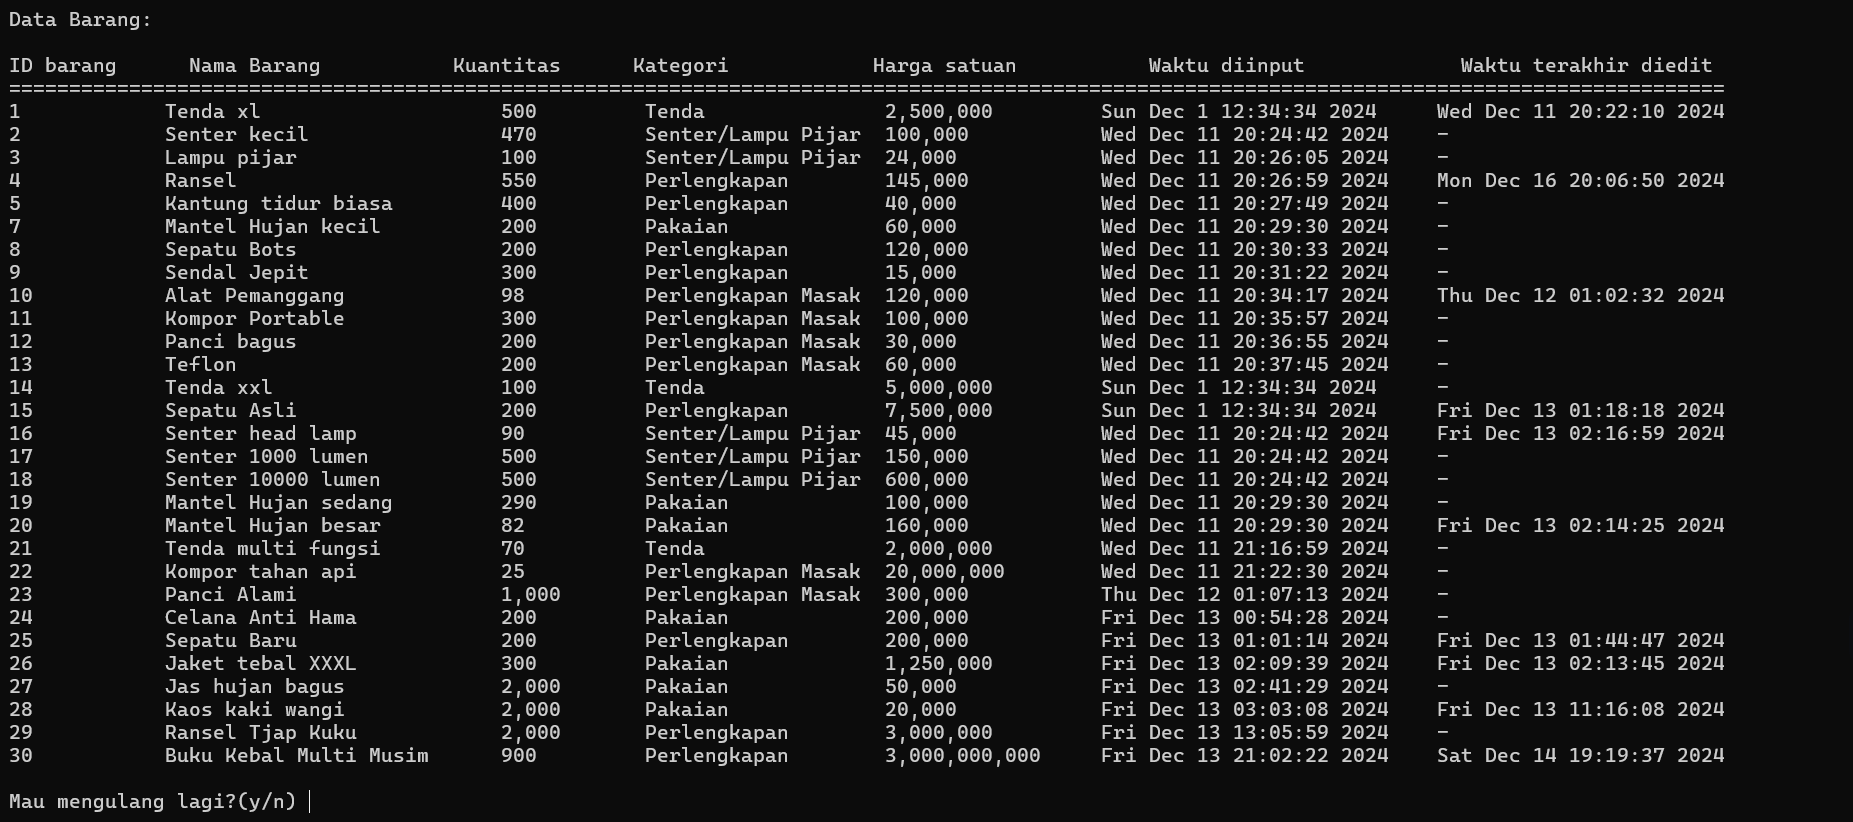 Data Barang:
ID barang      Nama Barang           Kuantitas      Kategori            Harga satuan           Waktu diinput             Waktu terakhir diedit
===============================================================================================================================================
1            Tenda xl                    500         Tenda               2,500,000         Sun Dec 1 12:34:34 2024     Wed Dec 11 20:22:10 2024
2            Senter kecil                470         Senter/Lampu Pijar  100,000           Wed Dec 11 20:24:42 2024    -
3            Lampu pijar                 100         Senter/Lampu Pijar  24,000            Wed Dec 11 20:26:05 2024    -
4            Ransel                      550         Perlengkapan        145,000           Wed Dec 11 20:26:59 2024    Mon Dec 16 20:06:50 2024
5            Kantung tidur biasa         400         Perlengkapan        40,000            Wed Dec 11 20:27:49 2024    -
7            Mantel Hujan kecil          200         Pakaian             60,000            Wed Dec 11 20:29:30 2024    -
8            Sepatu Bots                 200         Perlengkapan        120,000           Wed Dec 11 20:30:33 2024    -
9            Sendal Jepit                300         Perlengkapan        15,000            Wed Dec 11 20:31:22 2024    -
10           Alat Pemanggang             98          Perlengkapan Masak  120,000           Wed Dec 11 20:34:17 2024    Thu Dec 12 01:02:32 2024
11           Kompor Portable             300         Perlengkapan Masak  100,000           Wed Dec 11 20:35:57 2024    -
12           Panci bagus                 200         Perlengkapan Masak  30,000            Wed Dec 11 20:36:55 2024    -
13           Teflon                      200         Perlengkapan Masak  60,000            Wed Dec 11 20:37:45 2024    -
14           Tenda xxl                   100         Tenda               5,000,000         Sun Dec 1 12:34:34 2024     -
15           Sepatu Asli                 200         Perlengkapan        7,500,000         Sun Dec 1 12:34:34 2024     Fri Dec 13 01:18:18 2024
16           Senter head lamp            90          Senter/Lampu Pijar  45,000            Wed Dec 11 20:24:42 2024    Fri Dec 13 02:16:59 2024
17           Senter 1000 lumen           500         Senter/Lampu Pijar  150,000           Wed Dec 11 20:24:42 2024    -
18           Senter 10000 lumen          500         Senter/Lampu Pijar  600,000           Wed Dec 11 20:24:42 2024    -
19           Mantel Hujan sedang         290         Pakaian             100,000           Wed Dec 11 20:29:30 2024    -
20           Mantel Hujan besar          82          Pakaian             160,000           Wed Dec 11 20:29:30 2024    Fri Dec 13 02:14:25 2024
21           Tenda multi fungsi          70          Tenda               2,000,000         Wed Dec 11 21:16:59 2024    -
22           Kompor tahan api            25          Perlengkapan Masak  20,000,000        Wed Dec 11 21:22:30 2024    -
23           Panci Alami                 1,000       Perlengkapan Masak  300,000           Thu Dec 12 01:07:13 2024    -
24           Celana Anti Hama            200         Pakaian             200,000           Fri Dec 13 00:54:28 2024    -
25           Sepatu Baru                 200         Perlengkapan        200,000           Fri Dec 13 01:01:14 2024    Fri Dec 13 01:44:47 2024
26           Jaket tebal XXXL            300         Pakaian             1,250,000         Fri Dec 13 02:09:39 2024    Fri Dec 13 02:13:45 2024
27           Jas hujan bagus             2,000       Pakaian             50,000            Fri Dec 13 02:41:29 2024    -
28           Kaos kaki wangi             2,000       Pakaian             20,000            Fri Dec 13 03:03:08 2024    Fri Dec 13 11:16:08 2024
29           Ransel Tjap Kuku            2,000       Perlengkapan        3,000,000         Fri Dec 13 13:05:59 2024    -
30           Buku Kebal Multi Musim      900         Perlengkapan        3,000,000,000     Fri Dec 13 21:02:22 2024    Sat Dec 14 19:19:37 2024
Mau mengulang lagi?(y/n)